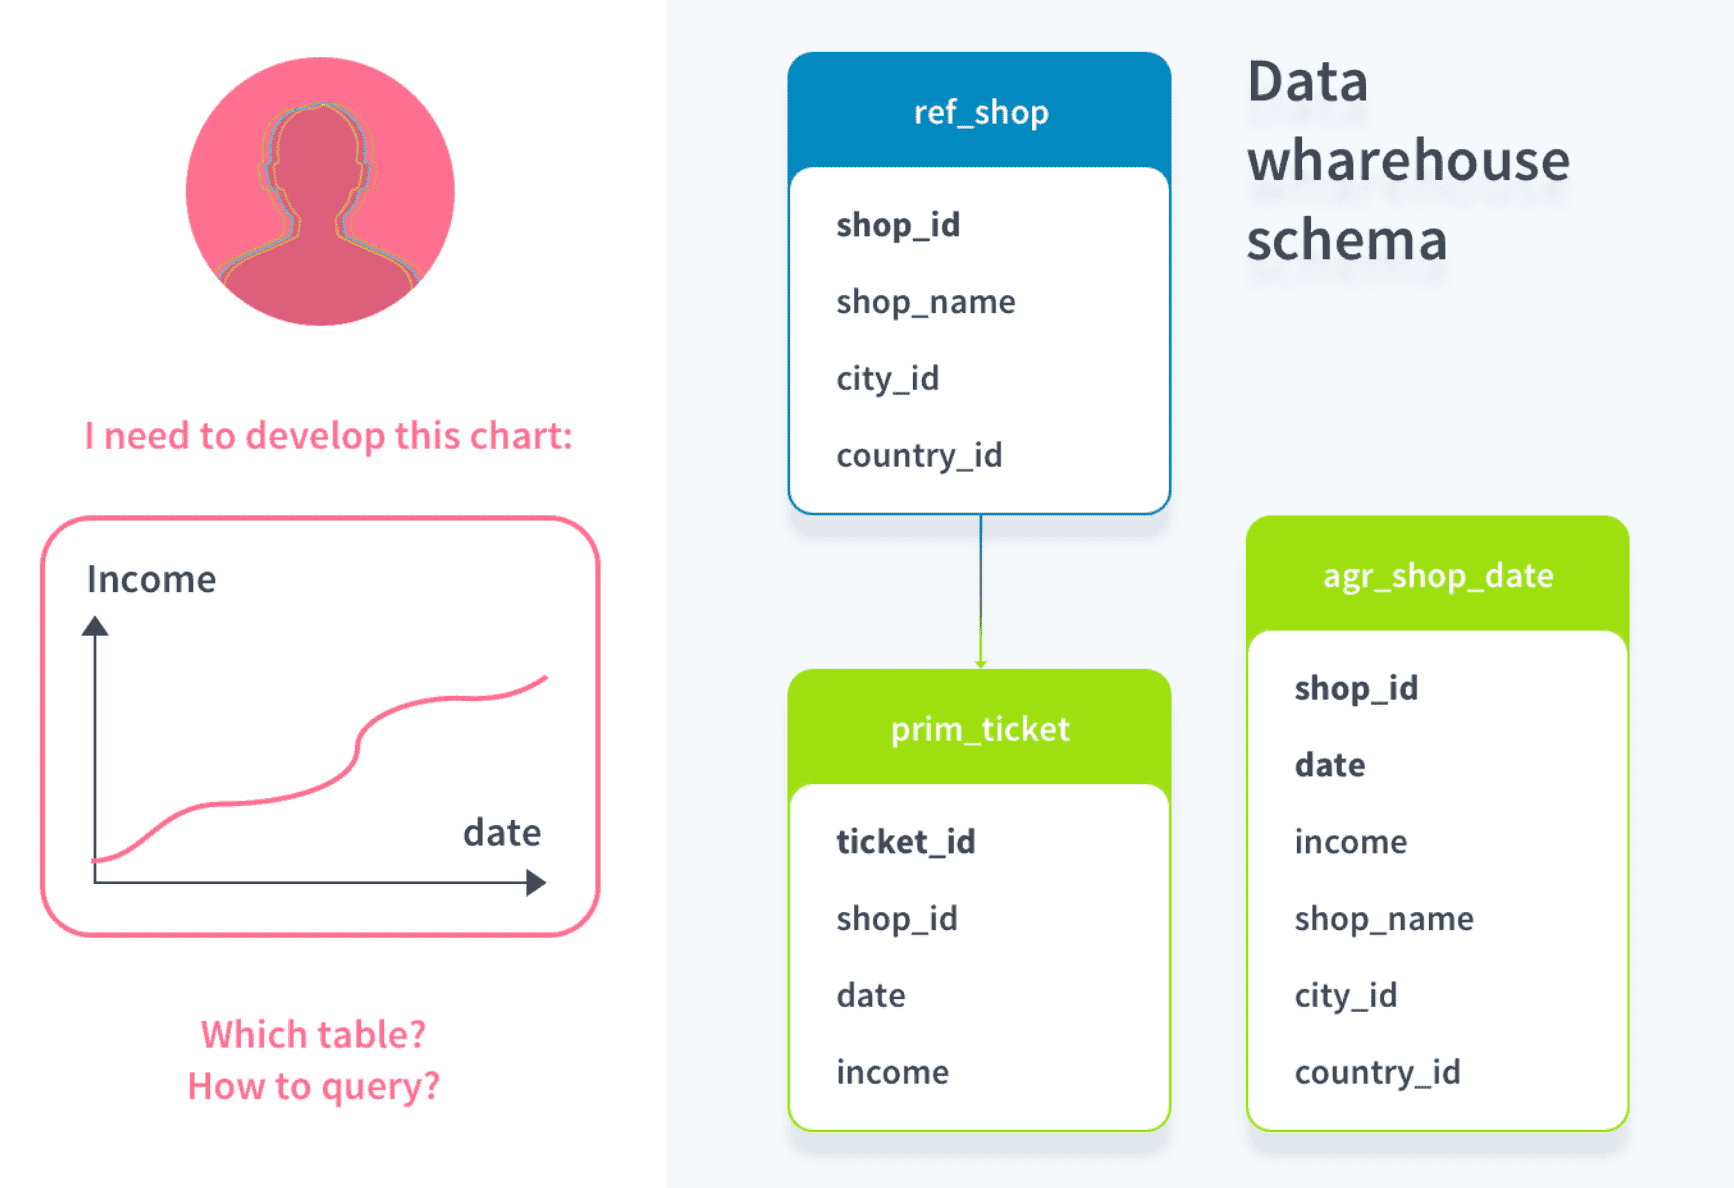 I need to develop this chart:
Income
date
Which table?
How to query?
Data
wharehouse
schema
ref_shop
shop_id
shop_name
city_id
country_id
prim_ticket
ticket_id
shop_id
date
income
agr_shop_date
shop_id
date
income
shop_name
city_id
country_id